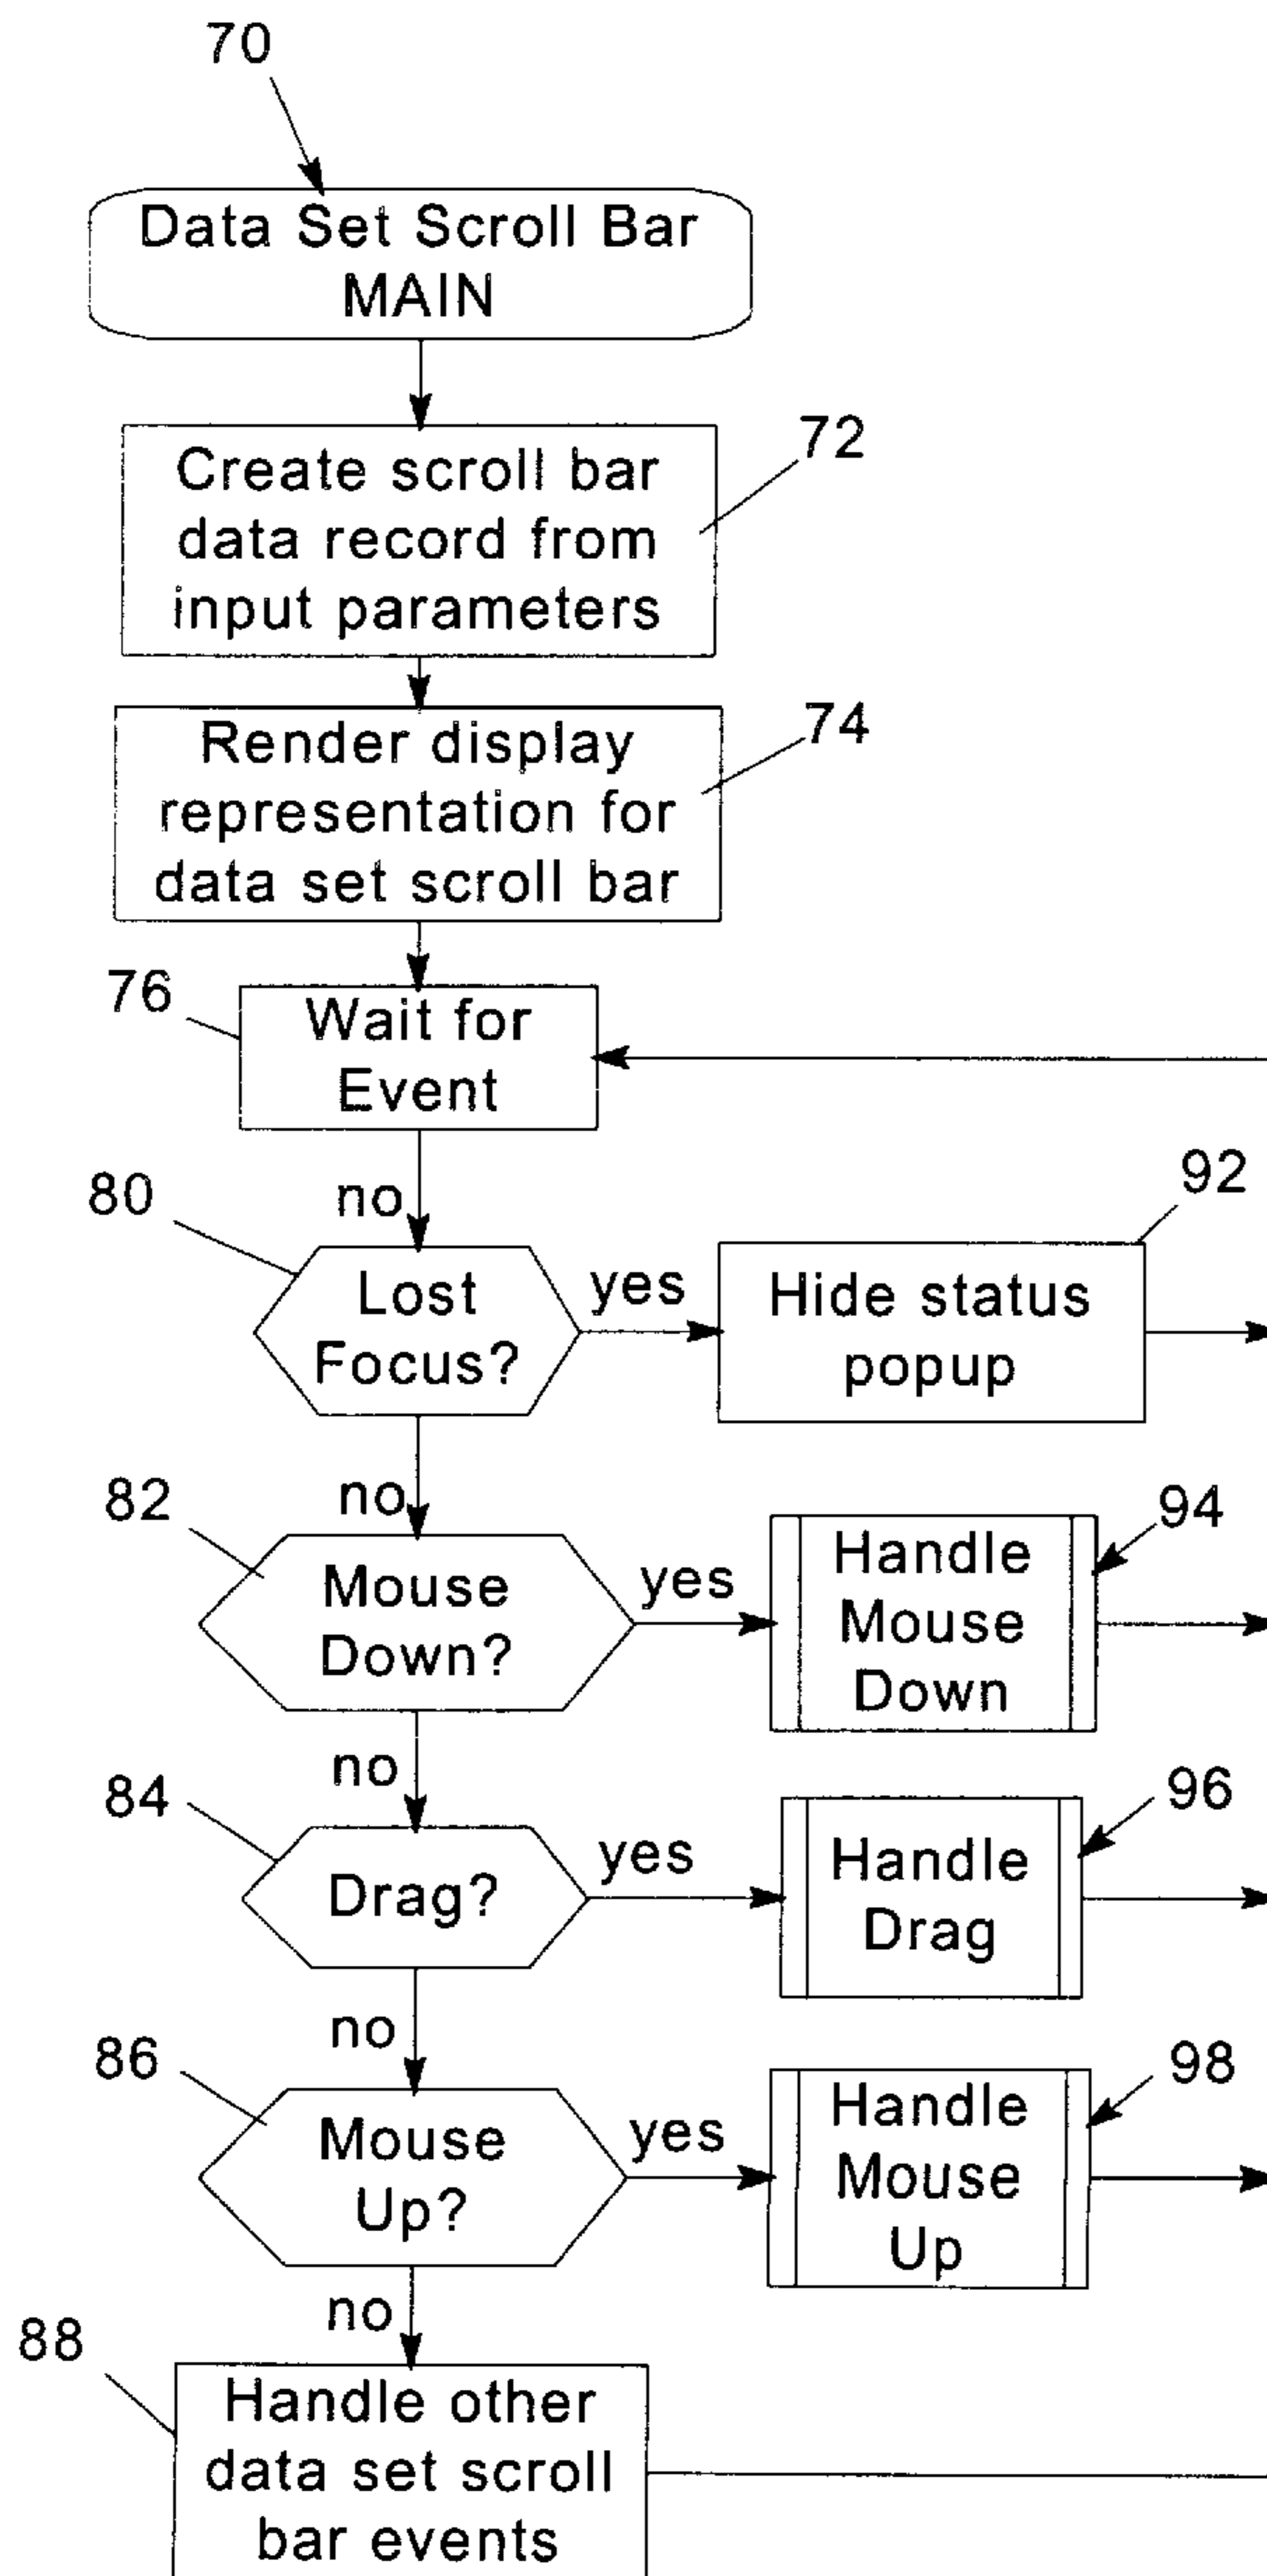 70
Data Set Scroll Bar
MAIN
72
Create scroll bar
data record from
input parameters
74
Render display
representation for
data set scroll bar
76
Wait for
Event
no
80
Lost
Focus?
yes
92
Hide status
popup
no
82
Mouse
Down?
yes
94
Handle
Mouse
Down
no
84
Drag?
yes
96
Handle
Drag
no
86
Mouse
Up?
yes
98
Handle
Mouse
Up
no
88
Handle other
data set scroll
bar events